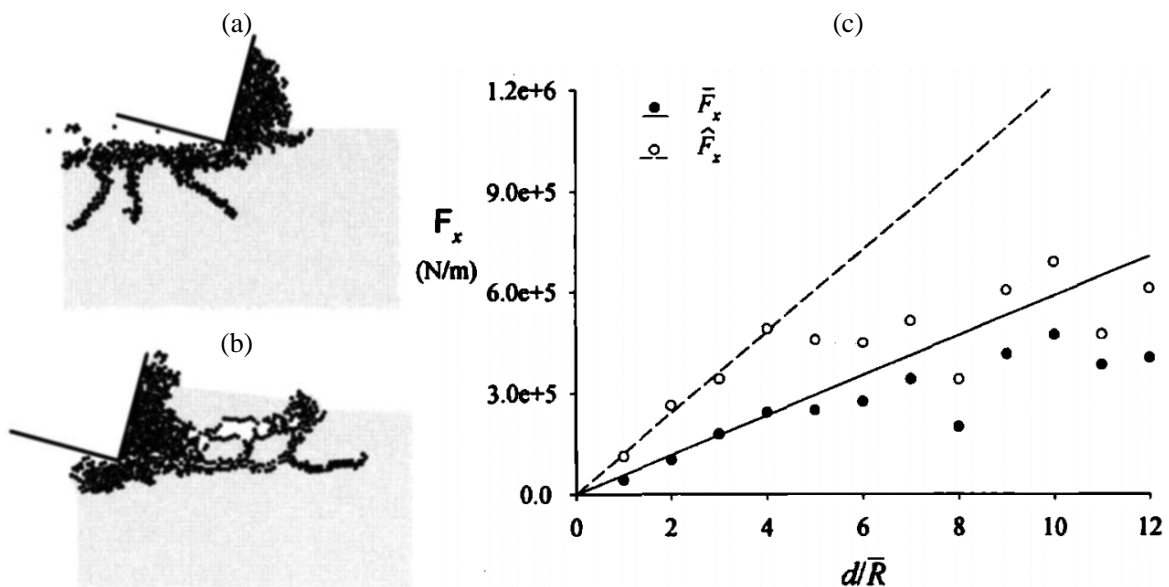 (a)
(b)
(c)
1.2e+6
9.0e+5
6.0e+5
3.0e+5
0.0
F_x
(N/m)
F̄_x
F̂_x
0 2 4 6 8 10 12
d/R̄